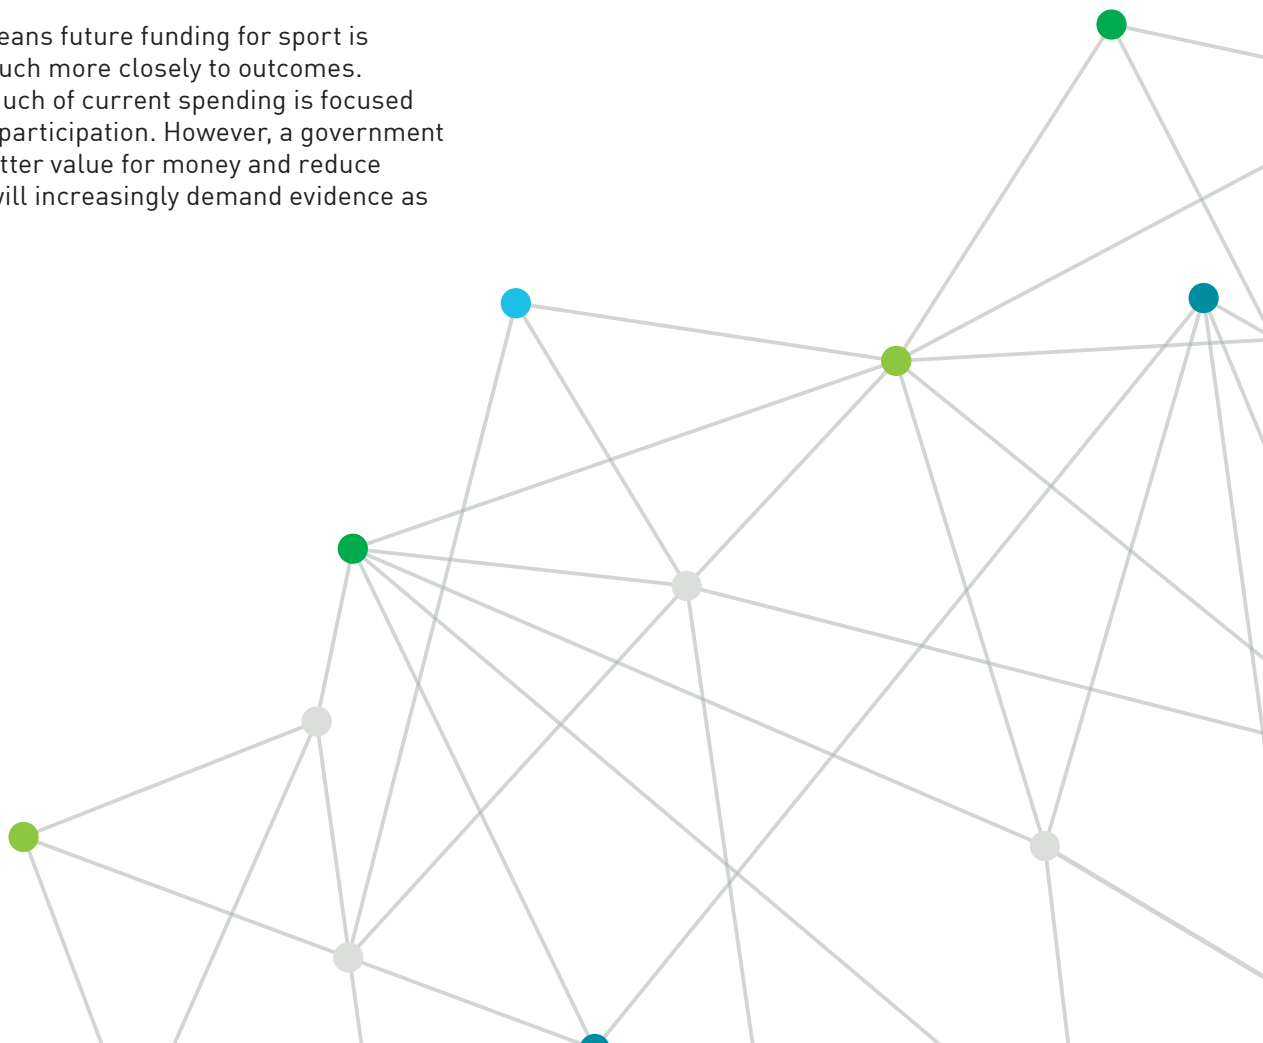 eans future funding for sport is
uch more closely to outcomes.
uch of current spending is focused
participation. However, a government
tter value for money and reduce
ill increasingly demand evidence as